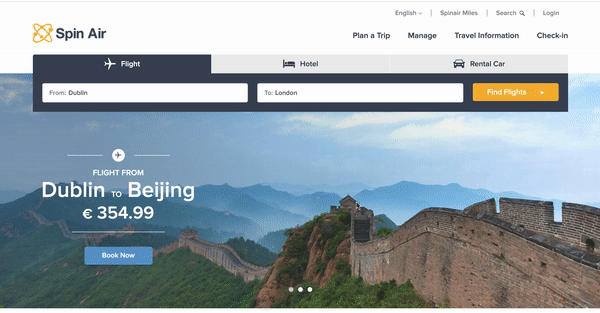 English | Spinair Miles | Search | Login
Spin Air
Plan a Trip Manage Travel Information Check-in
Flight Hotel Rental Car
From: Dublin To: London Find Flights
FLIGHT FROM
Dublin TO Beijing
€ 354.99
Book Now